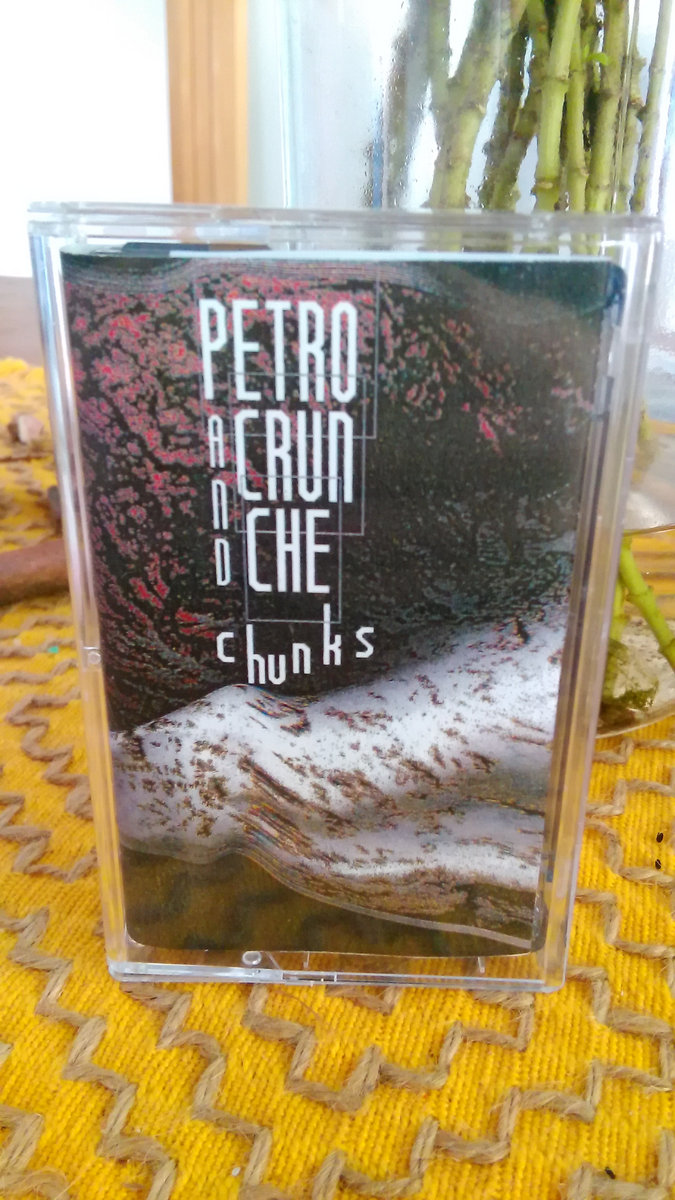 PETRO
AND
CRUN
CHE
chunks